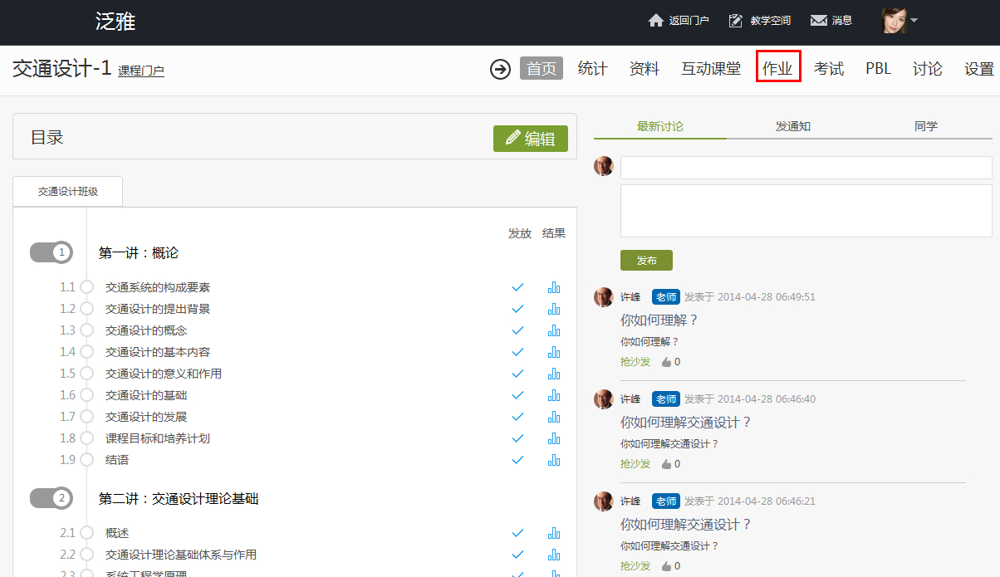 泛雅
返回门户 教学空间 消息
交通设计-1 课程门户
首页 统计 资料 互动课堂 作业 考试 PBL 讨论 设置
目录
编辑
交通设计班级
发放 结果
1 第一讲：概论
1.1 交通系统的构成要素
1.2 交通设计的提出背景
1.3 交通设计的概念
1.4 交通设计的基本内容
1.5 交通设计的意义和作用
1.6 交通设计的基础
1.7 交通设计的发展
1.8 课程目标和培养计划
1.9 结语
2 第二讲：交通设计理论基础
2.1 概述
2.2 交通设计理论基础体系与作用
2.3 系统工程学原理
最新讨论 发通知 同学
发布
许峰 老师 发表于 2014-04-28 06:49:51
你如何理解？
你如何理解？
抢沙发 0
许峰 老师 发表于 2014-04-28 06:46:40
你如何理解交通设计？
你如何理解交通设计？
抢沙发 0
许峰 老师 发表于 2014-04-28 06:46:21
你如何理解交通设计？
你如何理解交通设计？
抢沙发 0